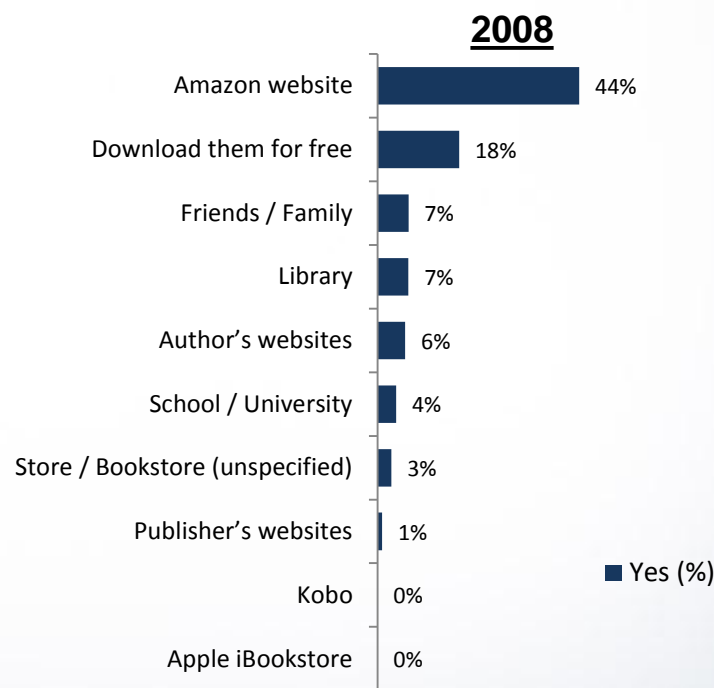 2008
Amazon website 44%
Download them for free 18%
Friends / Family 7%
Library 7%
Author’s websites 6%
School / University 4%
Store / Bookstore (unspecified) 3%
Publisher’s websites 1%
Yes (%)
Kobo 0%
Apple iBookstore 0%